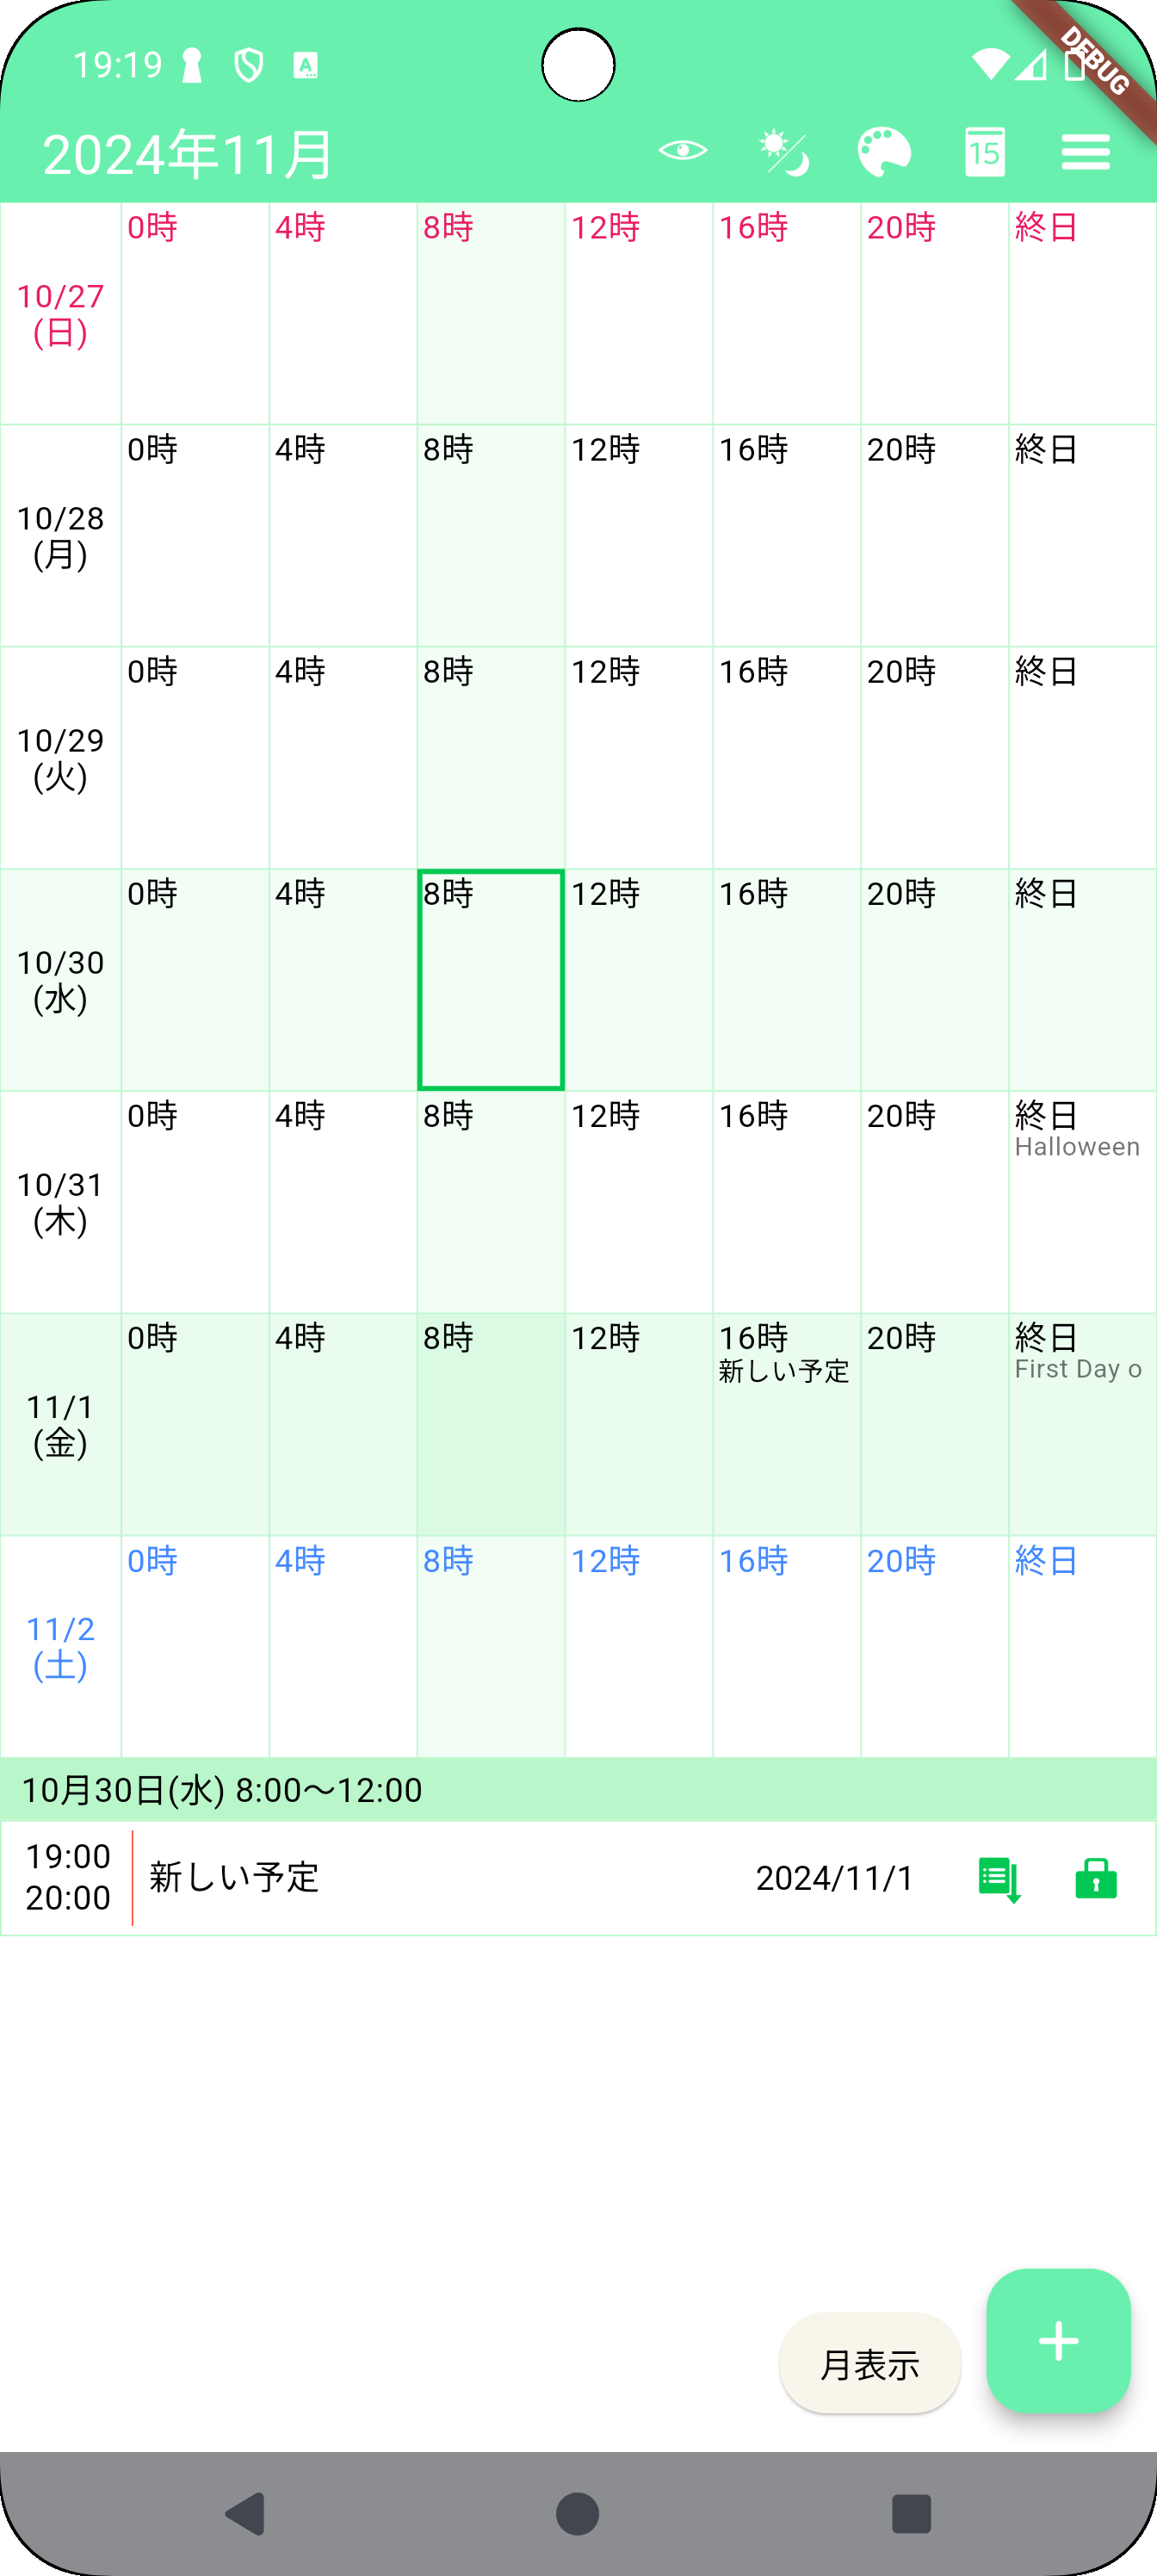 19:19
DEBUG
2024年11月
15
0時 4時 8時 12時 16時 20時 終日
10/27
(日)
0時 4時 8時 12時 16時 20時 終日
10/28
(月)
0時 4時 8時 12時 16時 20時 終日
10/29
(火)
0時 4時 8時 12時 16時 20時 終日
10/30
(水)
0時 4時 8時 12時 16時 20時 終日
Halloween
10/31
(木)
0時 4時 8時 12時 16時 20時 終日
新しい予定 First Day o
11/1
(金)
0時 4時 8時 12時 16時 20時 終日
11/2
(土)
10月30日(水) 8:00〜12:00
19:00
新しい予定 2024/11/1
20:00
月表示